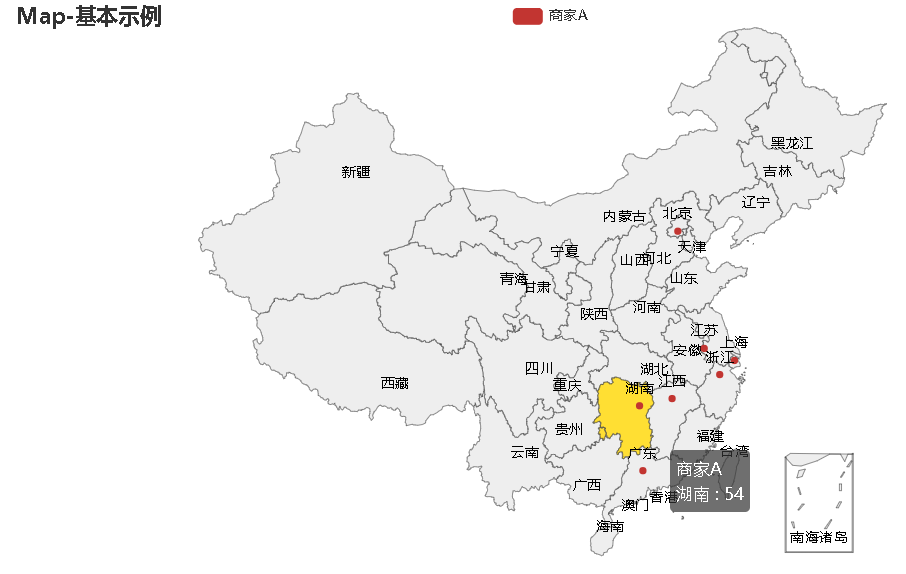 Map-基本示例
商家A
黑龙江
新疆
吉林
辽宁
内蒙古
北京
天津
宁夏
山西
河北
青海
甘肃
山东
陕西
河南
江苏
上海
安徽
浙江
四川
湖北
重庆
西藏
湖南
江西
贵州
福建
云南
广东
台湾
商家A
湖南 : 54
广西
香港
澳门
海南
南海诸岛